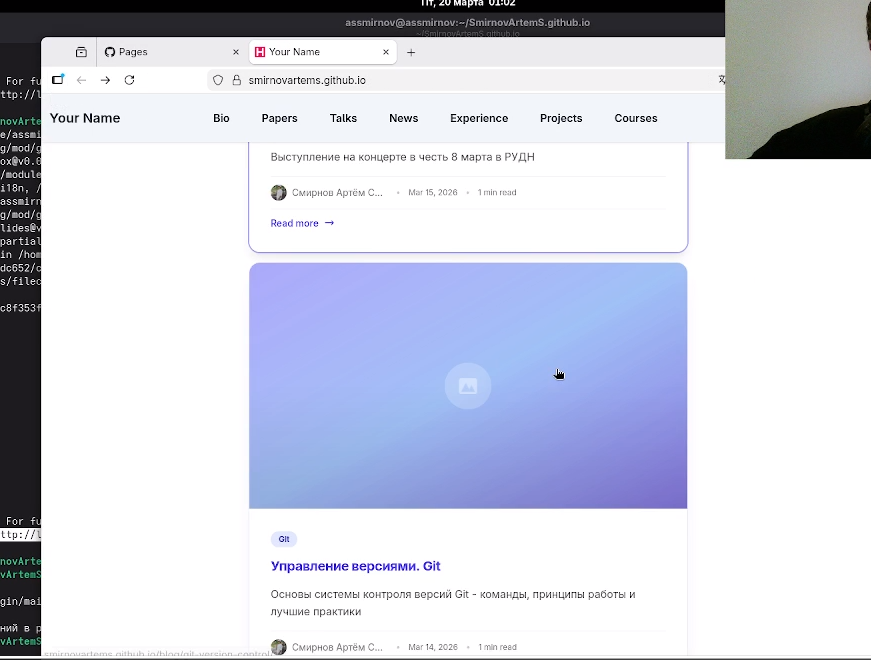 Пт, 20 марта 01:02
assmirnov@assmirnov:~/SmirnovArtemS.github.io
~/SmirnovArtemS.github.io
Pages
Your Name
smirnovartems.github.io
Your Name Bio Papers Talks News Experience Projects Courses
Выступление на концерте в честь 8 марта в РУДН
Смирнов Артём С... • Mar 15, 2026 • 1 min read
Read more →
Git
Управление версиями. Git
Основы системы контроля версий Git - команды, принципы работы и
лучшие практики
Смирнов Артём С... • Mar 14, 2026 • 1 min read
smirnovartems.github.io/blog/git-version-control
For fu
ttp://l
novArte
e/assmi
g/mod/g
ox@v0.0
/module
i18n, /
assmirn
g/mod/g
lides@v
partial
in /hom
dc652/c
s/filec
c8f353f
For fu
ttp://l
novArte
vArtemS
gin/mai
ний в р
vArtemS